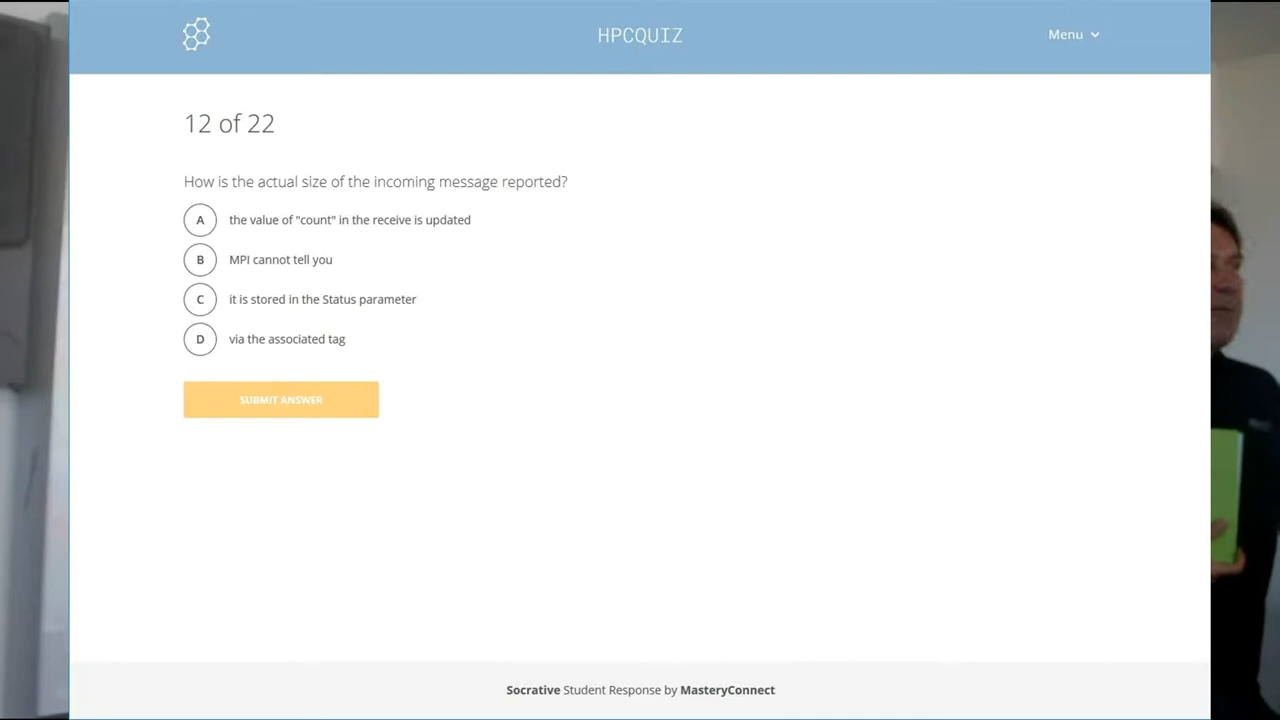 HPCQUIZ
Menu
12 of 22
How is the actual size of the incoming message reported?
A the value of "count" in the receive is updated
B MPI cannot tell you
C it is stored in the Status parameter
D via the associated tag
SUBMIT ANSWER
Socrative Student Response by MasteryConnect